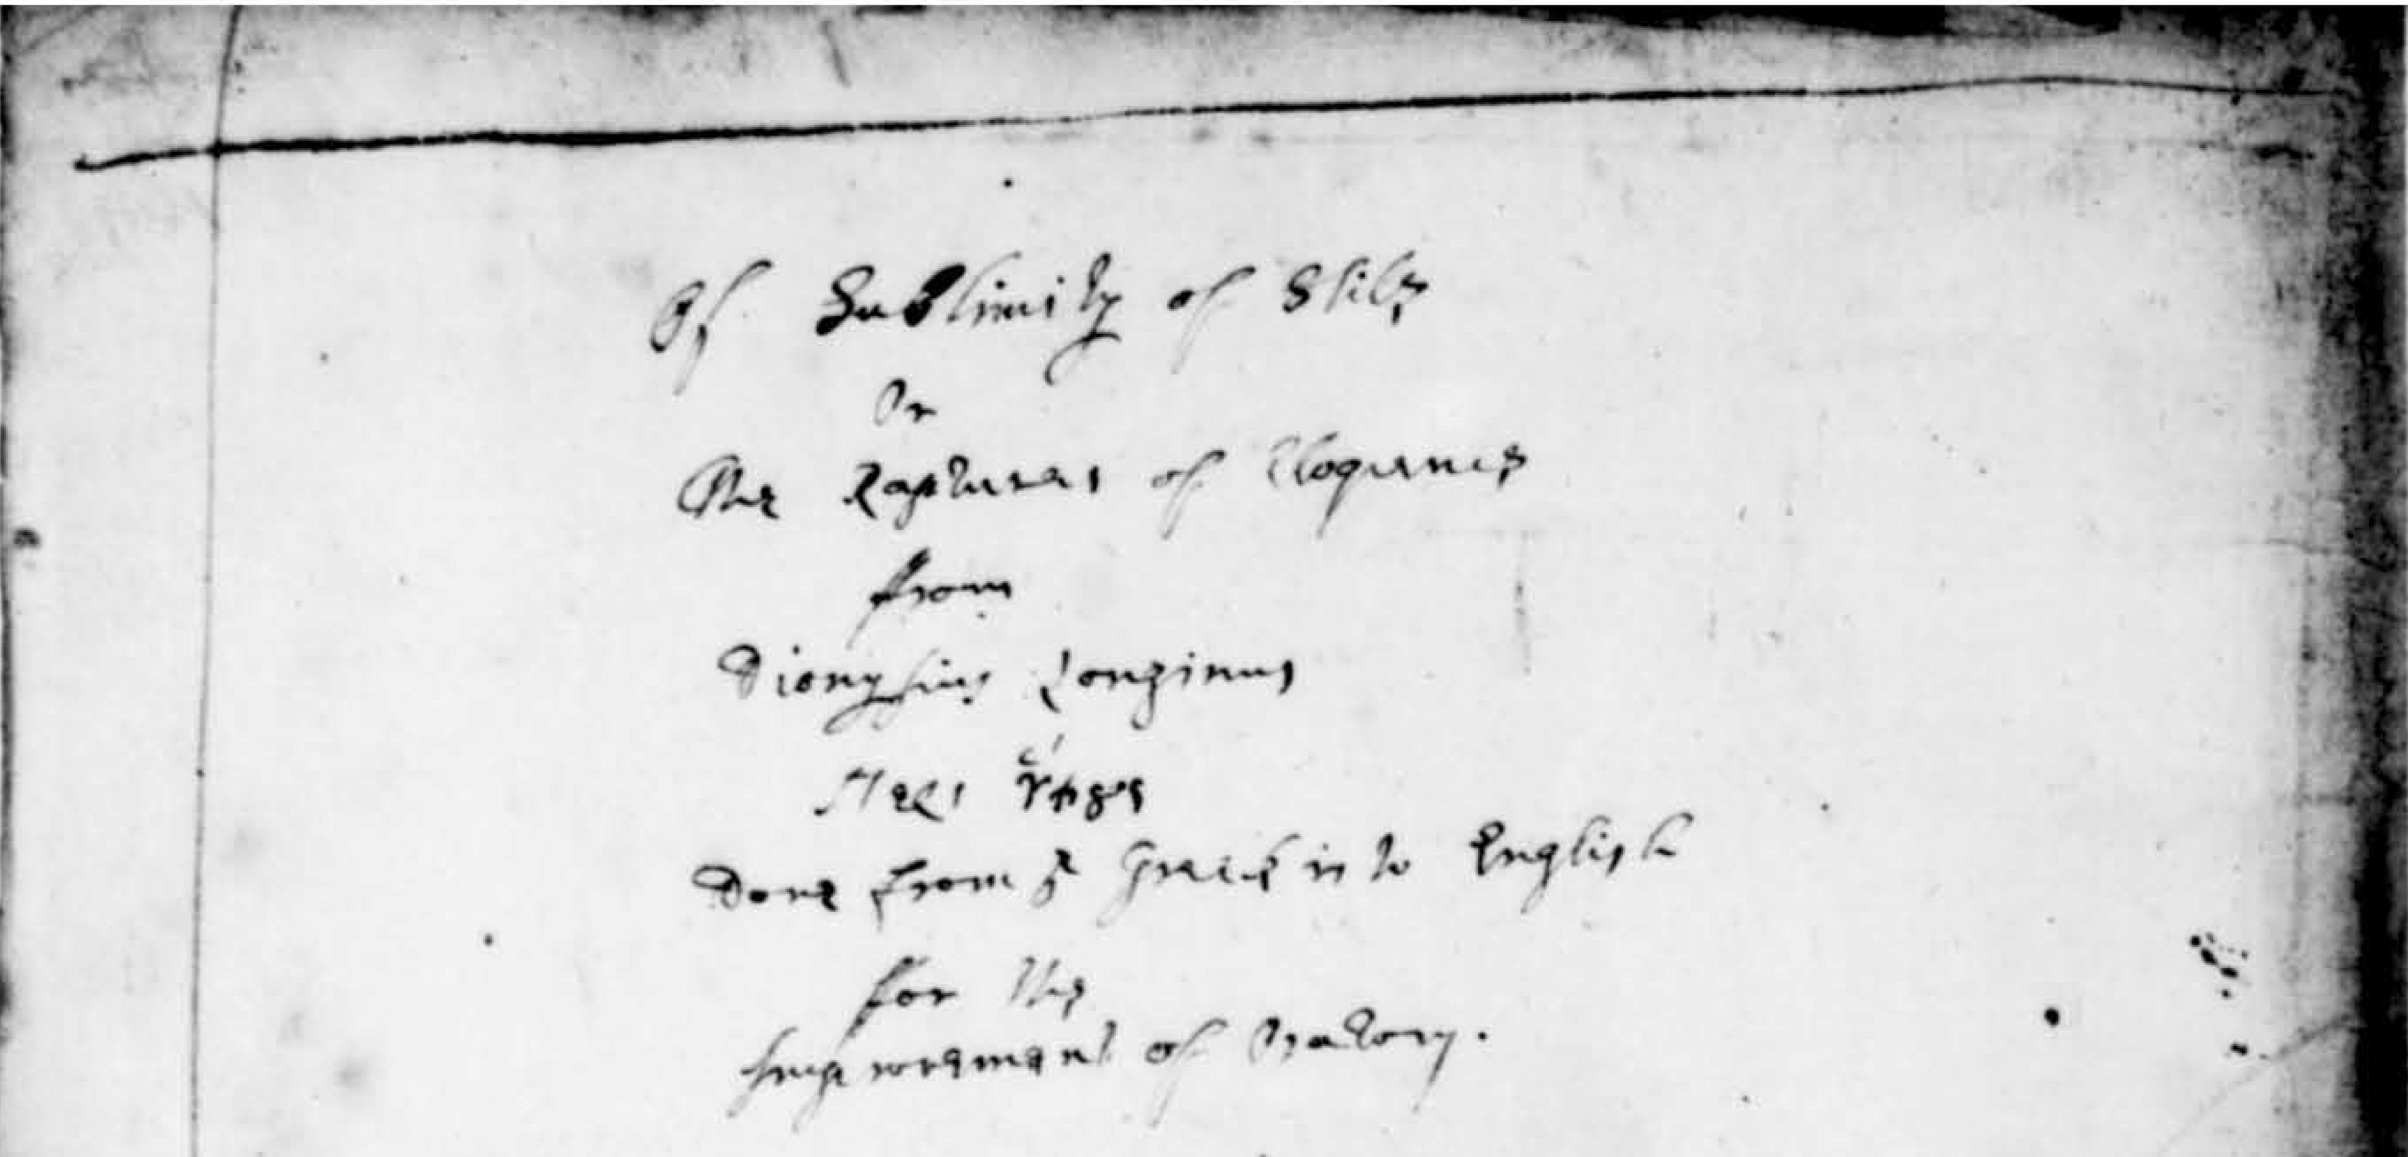 Of Sublimity of Stile
Or
The Raptures of Eloquence
from
Dionysius Longinus
Περι Ὕψους
Done from ye Greek into English
for the
Improvement of Oratory.